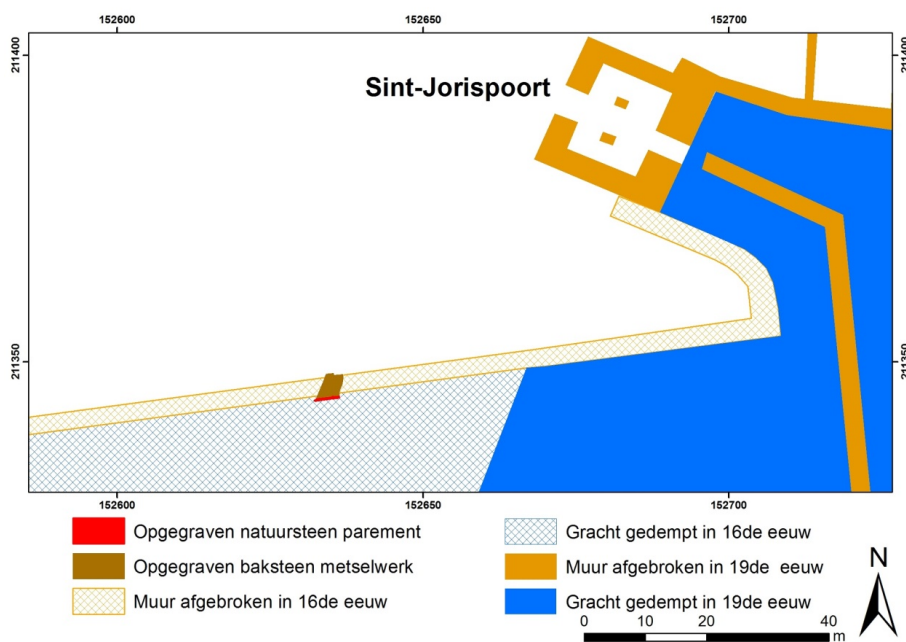 152600 152650 152700
211400 211400
Sint-Jorispoort
211350 211350
152600 152650 152700
Opgegraven natuursteen parement
Opgegraven baksteen metselwerk
Muur afgebroken in 16de eeuw
Gracht gedempt in 16de eeuw
Muur afgebroken in 19de eeuw
Gracht gedempt in 19de eeuw
N
0 10 20 40
m